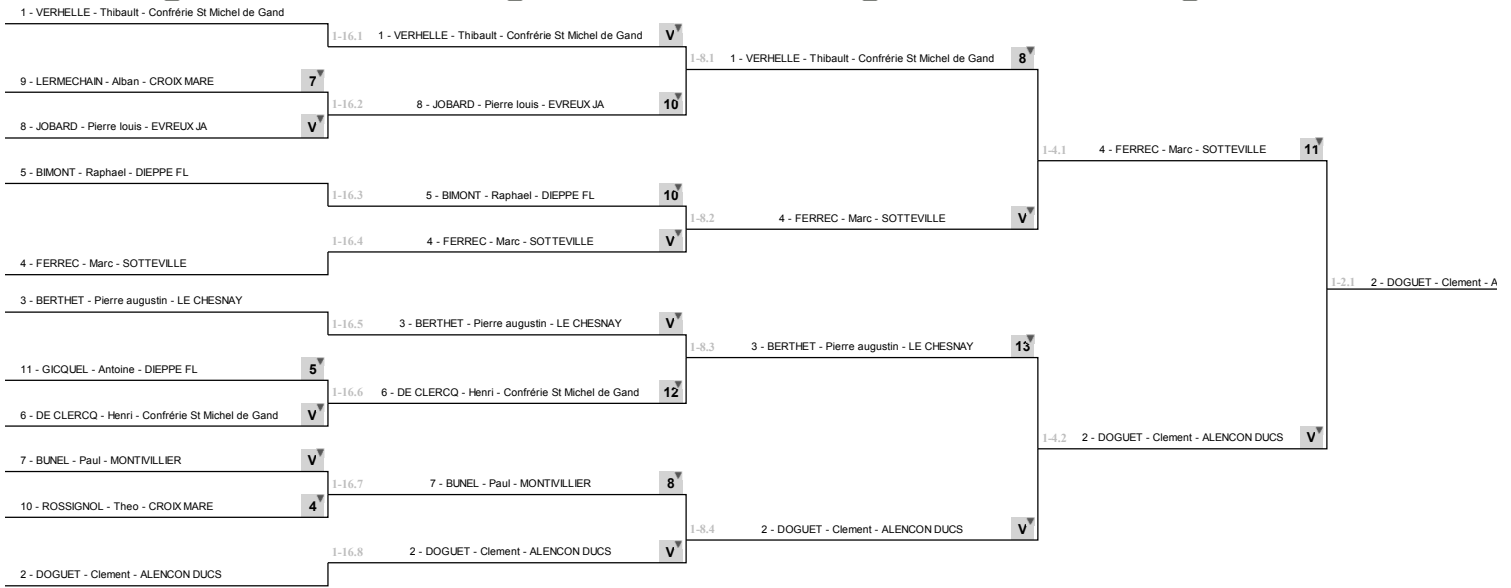 1 - VERHELLE - Thibault - Confrérie St Michel de Gand
1-16.1 1 - VERHELLE - Thibault - Confrérie St Michel de Gand V
1-8.1 1 - VERHELLE - Thibault - Confrérie St Michel de Gand 8
9 - LERMECHAIN - Alban - CROIX MARE 7
1-16.2 8 - JOBARD - Pierre louis - EVREUX JA 10
8 - JOBARD - Pierre louis - EVREUX JA V
1-4.1 4 - FERREC - Marc - SOTTEVILLE 11
5 - BIMONT - Raphael - DIEPPE FL
1-16.3 5 - BIMONT - Raphael - DIEPPE FL 10
1-8.2 4 - FERREC - Marc - SOTTEVILLE V
1-16.4 4 - FERREC - Marc - SOTTEVILLE V
4 - FERREC - Marc - SOTTEVILLE
1-2.1 2 - DOGUET - Clement - A
3 - BERTHET - Pierre augustin - LE CHESNAY
1-16.5 3 - BERTHET - Pierre augustin - LE CHESNAY V
1-8.3 3 - BERTHET - Pierre augustin - LE CHESNAY 13
11 - GICQUEL - Antoine - DIEPPE FL 5
1-16.6 6 - DE CLERCQ - Henri - Confrérie St Michel de Gand 12
6 - DE CLERCQ - Henri - Confrérie St Michel de Gand V
1-4.2 2 - DOGUET - Clement - ALENCON DUCS V
7 - BUNEL - Paul - MONTIVILLIER V
1-16.7 7 - BUNEL - Paul - MONTIVILLIER 8
10 - ROSSIGNOL - Theo - CROIX MARE 4
1-8.4 2 - DOGUET - Clement - ALENCON DUCS V
1-16.8 2 - DOGUET - Clement - ALENCON DUCS V
2 - DOGUET - Clement - ALENCON DUCS